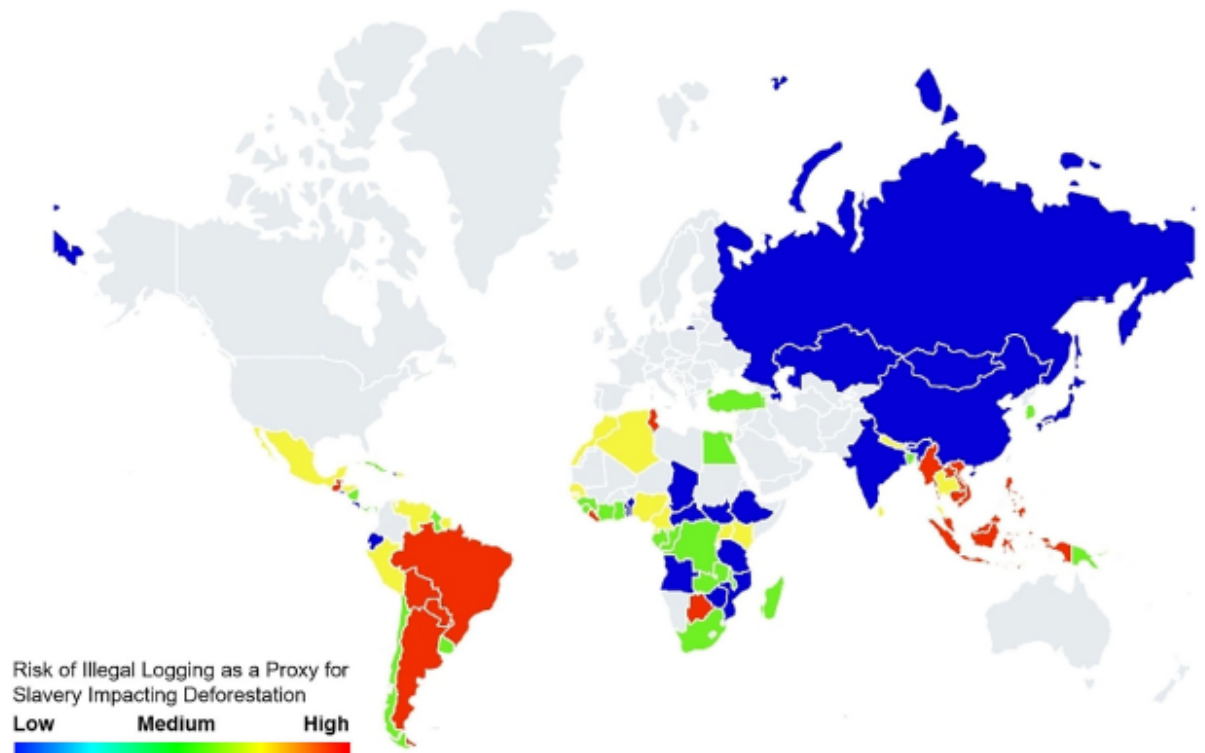 Risk of Illegal Logging as a Proxy for
Slavery Impacting Deforestation
Low Medium High